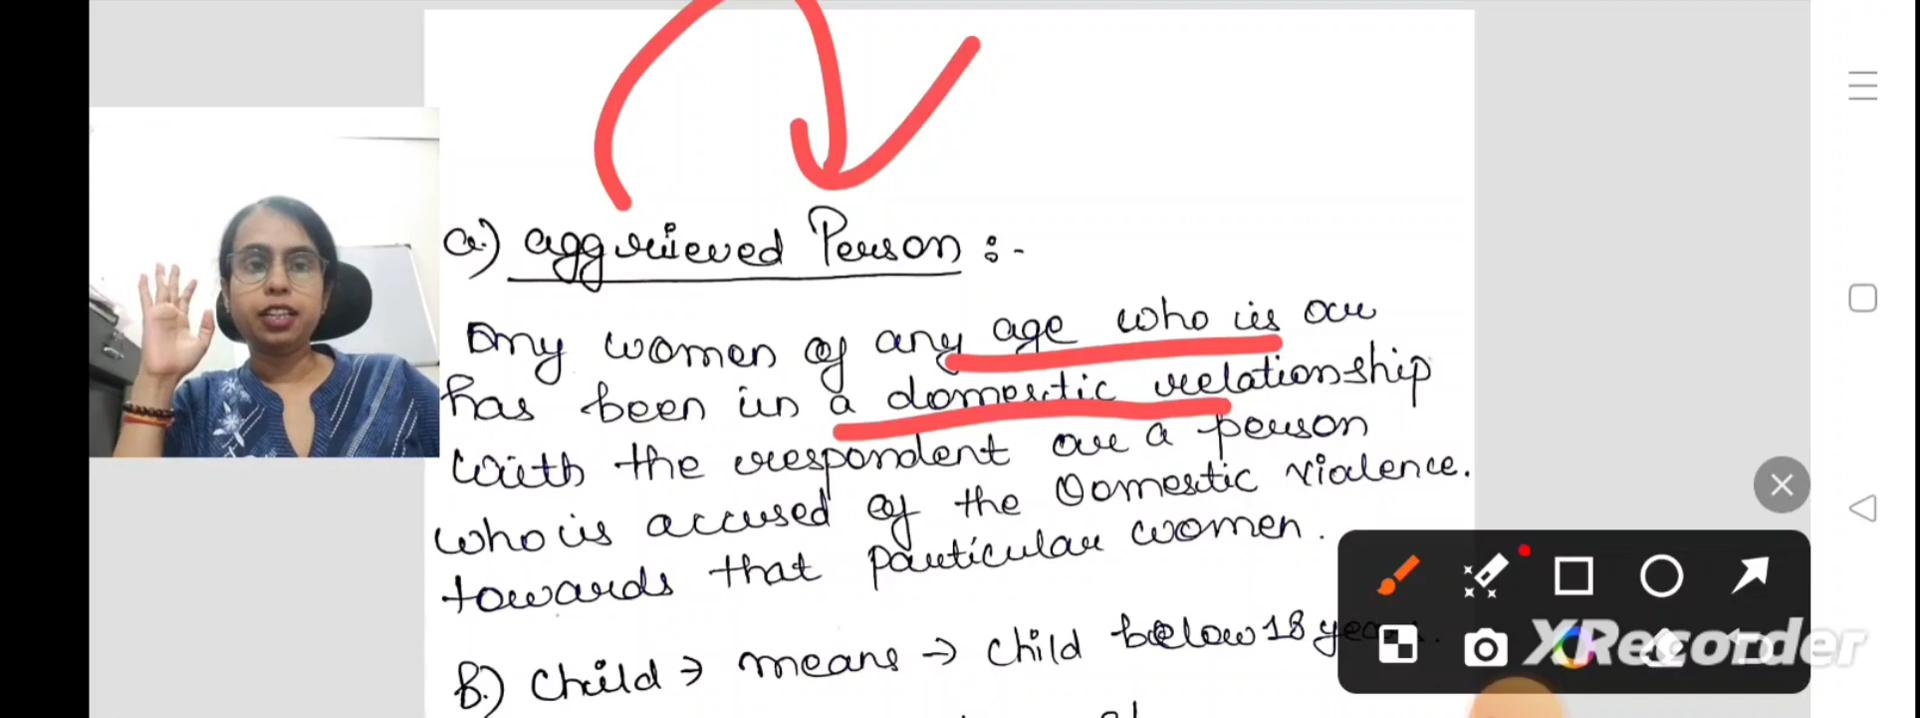 a.) aggrieved Person :-
Any women of any age who is or
has been in a domestic relationship
with the respondent or a person
who is accused of the Domestic violence.
towards that particular women.
b.) Child → means → child below 18 years.
XRecorder